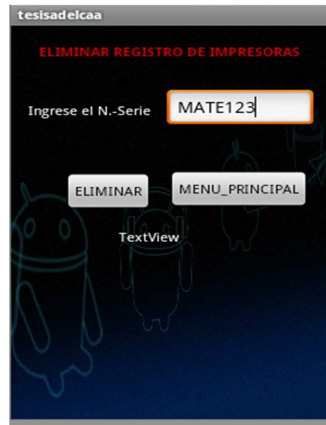 tesisadelcaa
ELIMINAR REGISTRO DE IMPRESORAS
Ingrese el N.-Serie MATE123
ELIMINAR MENU_PRINCIPAL
TextView